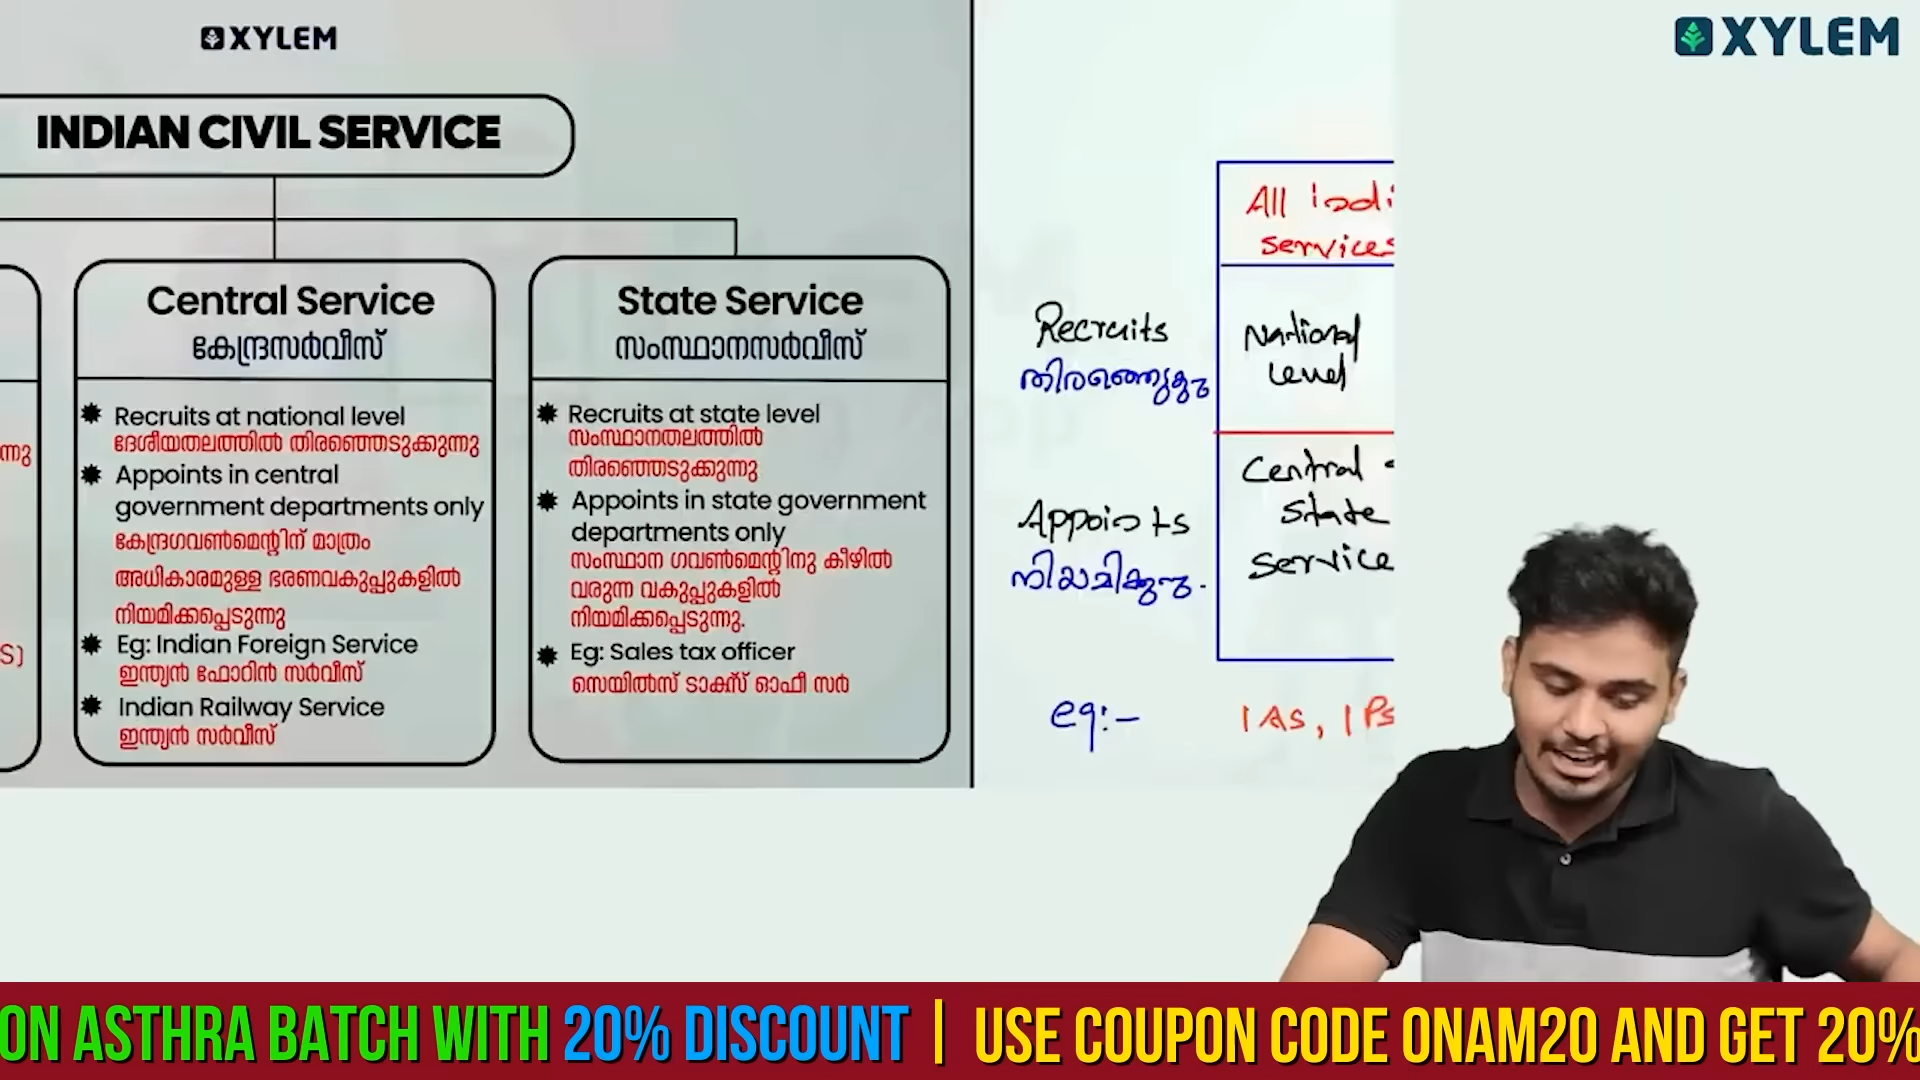 XYLEM
XYLEM
INDIAN CIVIL SERVICE
ന്നു
S)
Central Service
കേന്ദ്രസർവീസ്
Recruits at national level
ദേശീയതലത്തിൽ തിരഞ്ഞെടുക്കുന്നു
Appoints in central
government departments only
കേന്ദ്രഗവൺമെന്റിന് മാത്രം
അധികാരമുള്ള ഭരണവകുപ്പുകളിൽ
നിയമിക്കപ്പെടുന്നു
Eg: Indian Foreign Service
ഇന്ത്യൻ ഫോറിൻ സർവീസ്
Indian Railway Service
ഇന്ത്യൻ സർവീസ്
State Service
സംസ്ഥാനസർവീസ്
Recruits at state level
സംസ്ഥാനതലത്തിൽ
തിരഞ്ഞെടുക്കുന്നു
Appoints in state government
departments only
സംസ്ഥാന ഗവൺമെന്റിനു കീഴിൽ
വരുന്ന വകുപ്പുകളിൽ
നിയമിക്കപ്പെടുന്നു.
Eg: Sales tax officer
സെയിൽസ് ടാക്സ് ഓഫീ സർ
All Indi
services
Recruits
National
Level
Central
State
Appoints
service
നിയമിക്കുന്നു.
eg:-
IAS, IPS
ON ASTHRA BATCH WITH 20% DISCOUNT | USE COUPON CODE ONAM20 AND GET 20%